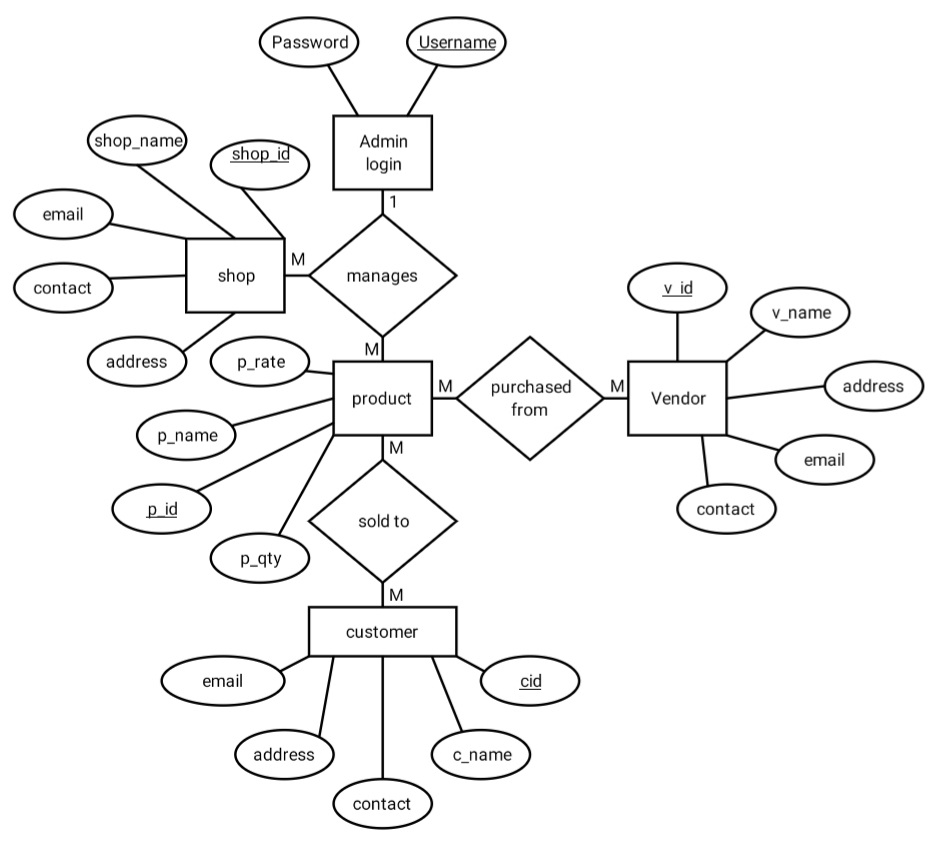 Password
Username
Admin
login
shop_name
shop_id
1
email
M
shop
manages
contact
v_id
v_name
M
address
p_rate
product
M
purchased
from
M
Vendor
address
p_name
M
email
p_id
contact
sold to
p_qty
M
customer
email
cid
address
c_name
contact